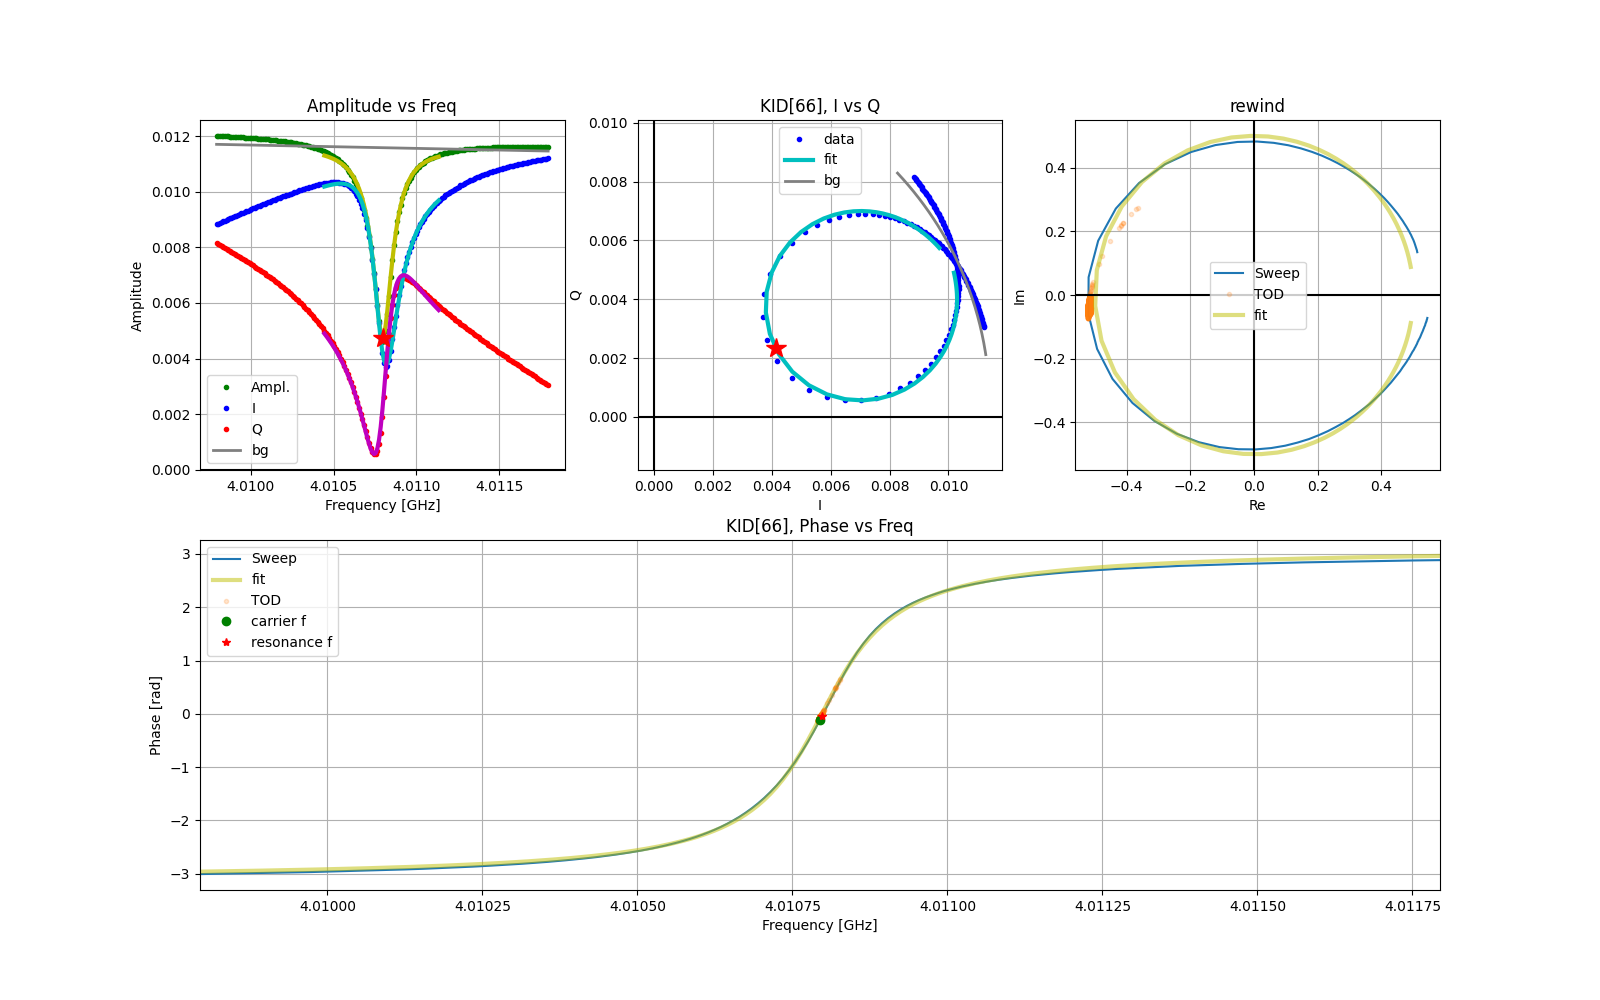 Amplitude vs Freq
Amplitude
0.012
0.010
0.008
0.006
0.004
0.002
0.000
Ampl.
I
Q
bg
4.0100
4.0105
4.0110
4.0115
Frequency [GHz]
KID[66], I vs Q
Q
0.010
0.008
0.006
0.004
0.002
0.000
data
fit
bg
0.000
0.002
0.004
0.006
0.008
0.010
I
rewind
Im
0.4
0.2
0.0
−0.2
−0.4
Sweep
TOD
fit
−0.4
−0.2
0.0
0.2
0.4
Re
KID[66], Phase vs Freq
Phase [rad]
3
2
1
0
−1
−2
−3
Sweep
fit
TOD
carrier f
resonance f
4.01000
4.01025
4.01050
4.01075
4.01100
4.01125
4.01150
4.01175
Frequency [GHz]